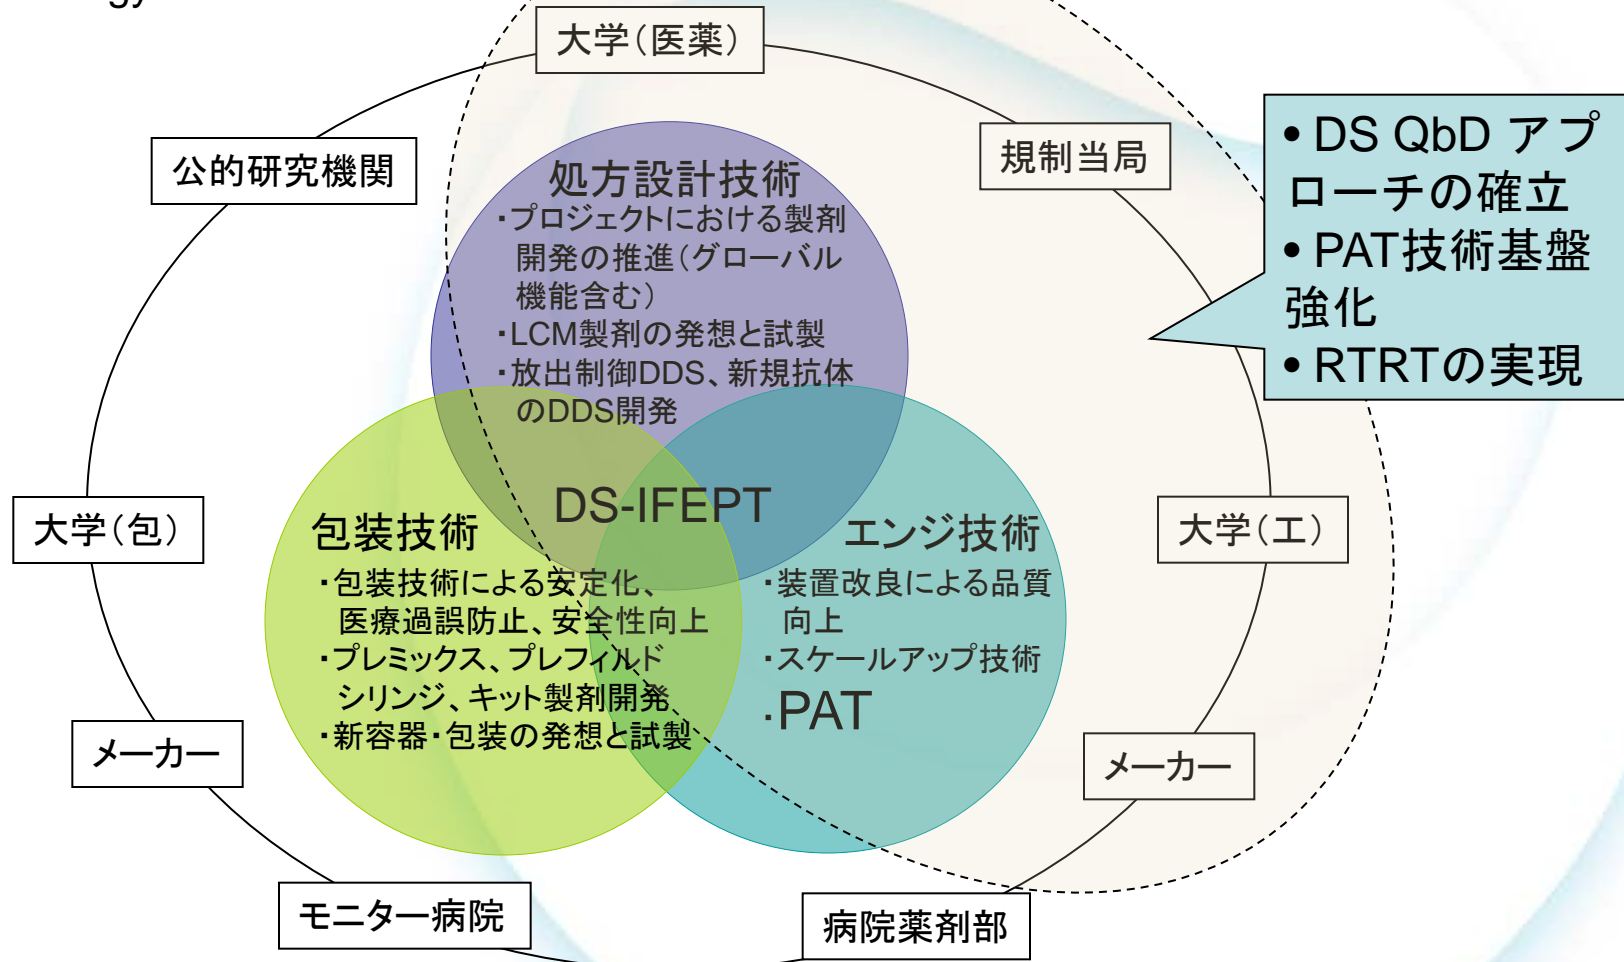 gy
大学（医薬）
公的研究機関
規制当局
• DS QbD アプ
ローチの確立
• PAT技術基盤
強化
• RTRTの実現
処方設計技術
・プロジェクトにおける製剤
開発の推進（グローバル
機能含む）
・LCM製剤の発想と試製
・放出制御DDS、新規抗体
のDDS開発
DS-IFEPT
大学（包）
包装技術
・包装技術による安定化、
医療過誤防止、安全性向上
・プレミックス、プレフィルド
シリンジ、キット製剤開発
・新容器・包装の発想と試製
エンジ技術
・装置改良による品質
向上
・スケールアップ技術
・PAT
大学（工）
メーカー
メーカー
モニター病院
病院薬剤部